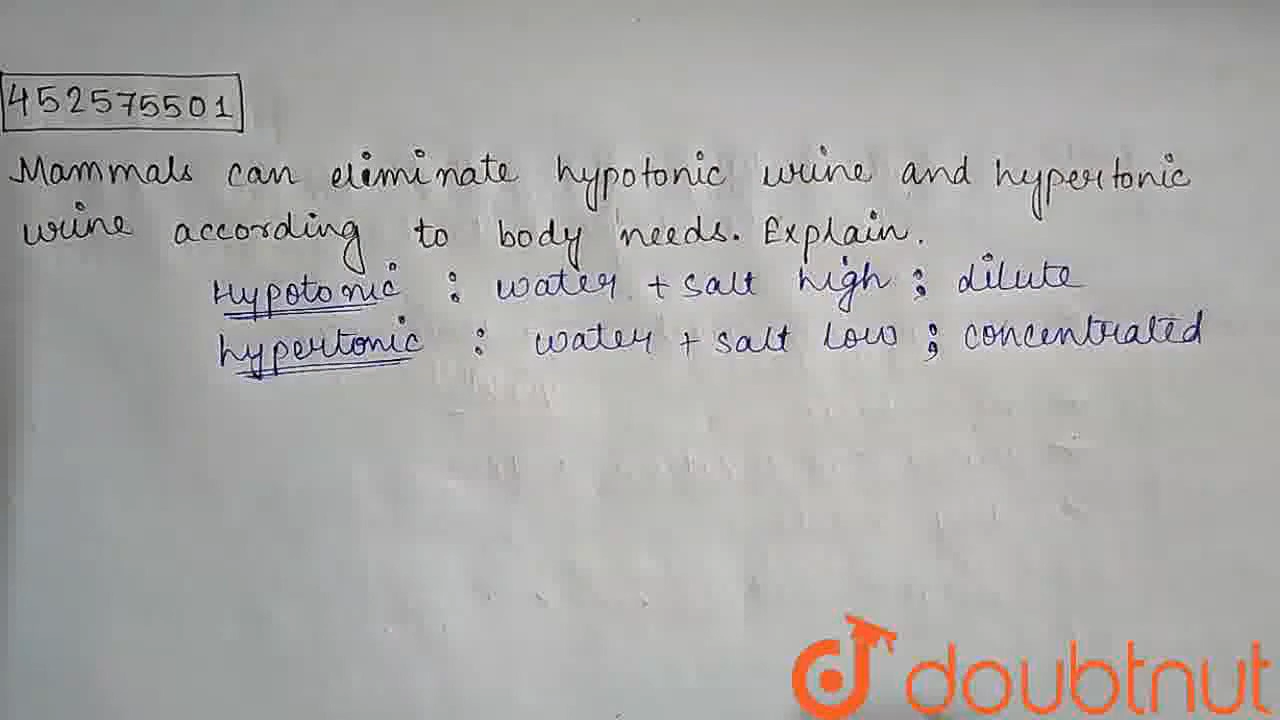 452575501
Mammals can eliminate hypotonic urine and hypertonic
urine according to body needs. Explain.
Hypotonic : water + salt high ; dilute
hypertonic : water + salt low ; concentrated
doubtnut